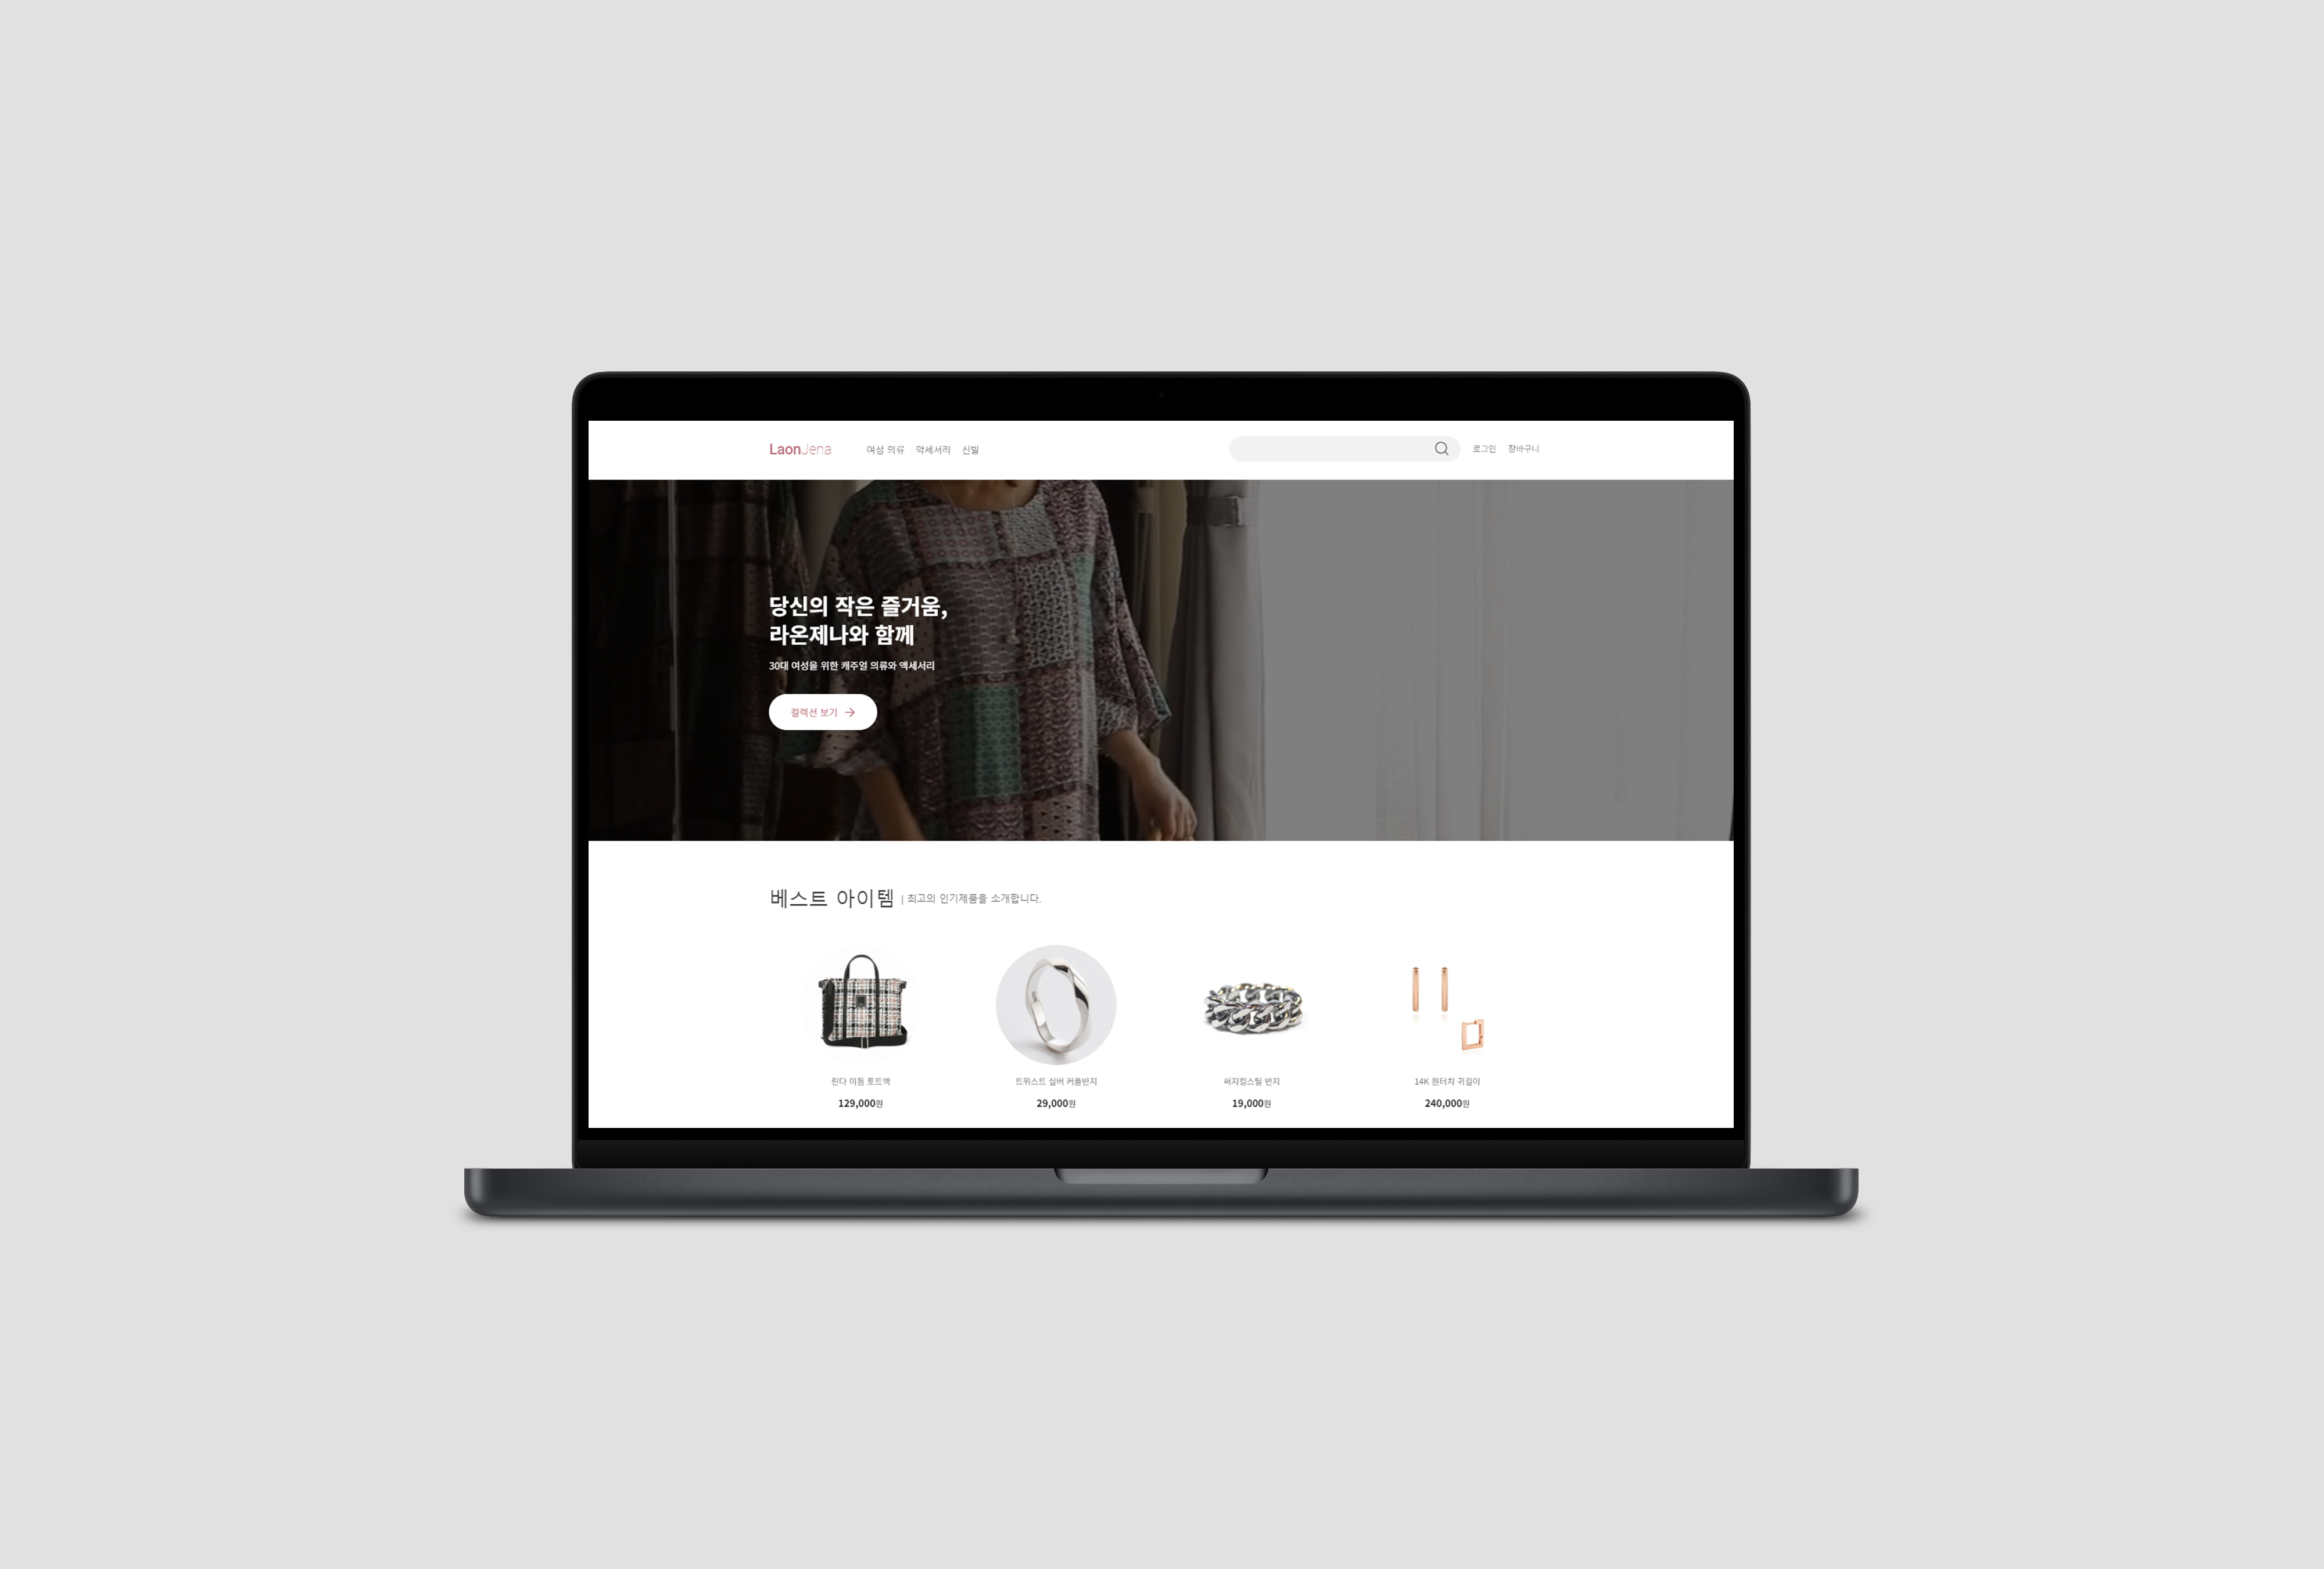 LaonJena 여성 의류 악세서리 신발 로그인 장바구니
당신의 작은 즐거움,
라온제나와 함께
30대 여성을 위한 캐주얼 의류와 액세서리
컬렉션 보기
베스트 아이템 | 최고의 인기제품을 소개합니다.
린다 미듐 토트백 트위스트 실버 커플반지 써지컬스틸 반지 14K 원터치 귀걸이
129,000원 29,000원 19,000원 240,000원